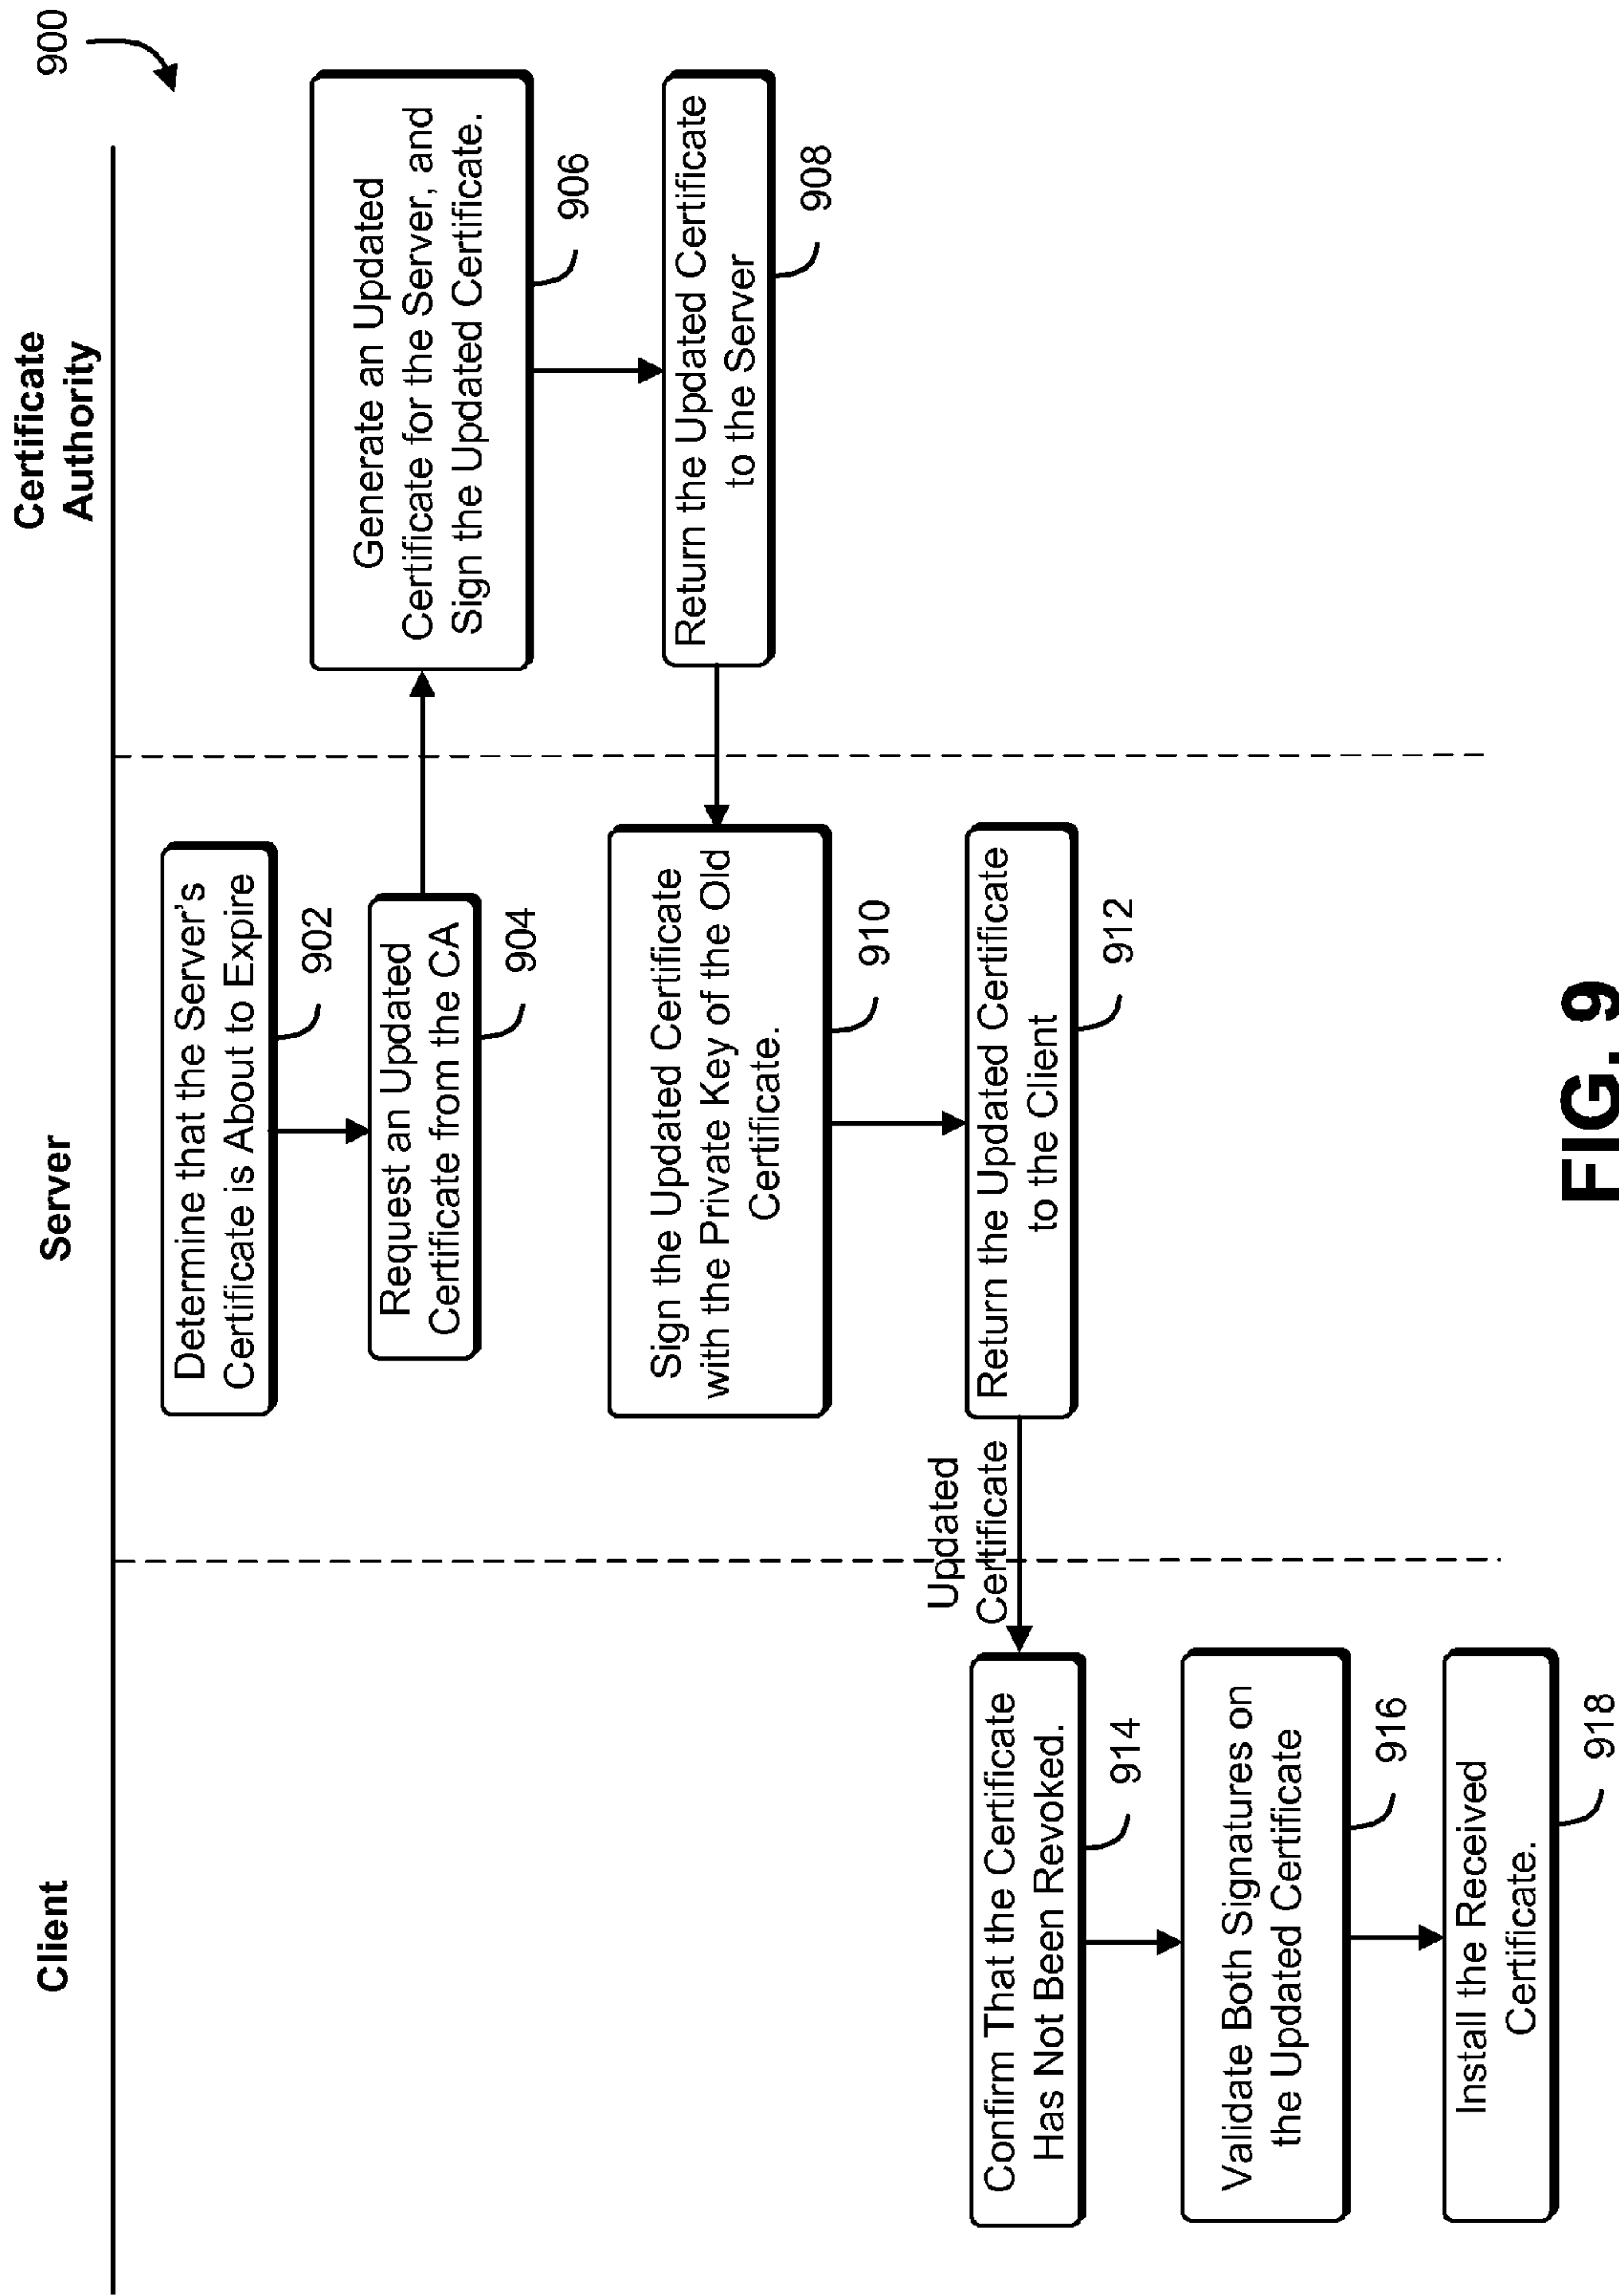 900
Client
Server
Certificate
Authority
Determine that the Server's
Certificate is About to Expire
902
Request an Updated
Certificate from the CA
904
Generate an Updated
Certificate for the Server, and
Sign the Updated Certificate.
906
Return the Updated Certificate
to the Server
908
Sign the Updated Certificate
with the Private Key of the Old
Certificate.
910
Return the Updated Certificate
to the Client
912
Updated
Certificate
Confirm That the Certificate
Has Not Been Revoked.
914
Validate Both Signatures on
the Updated Certificate
916
Install the Received
Certificate.
918
FIG. 9